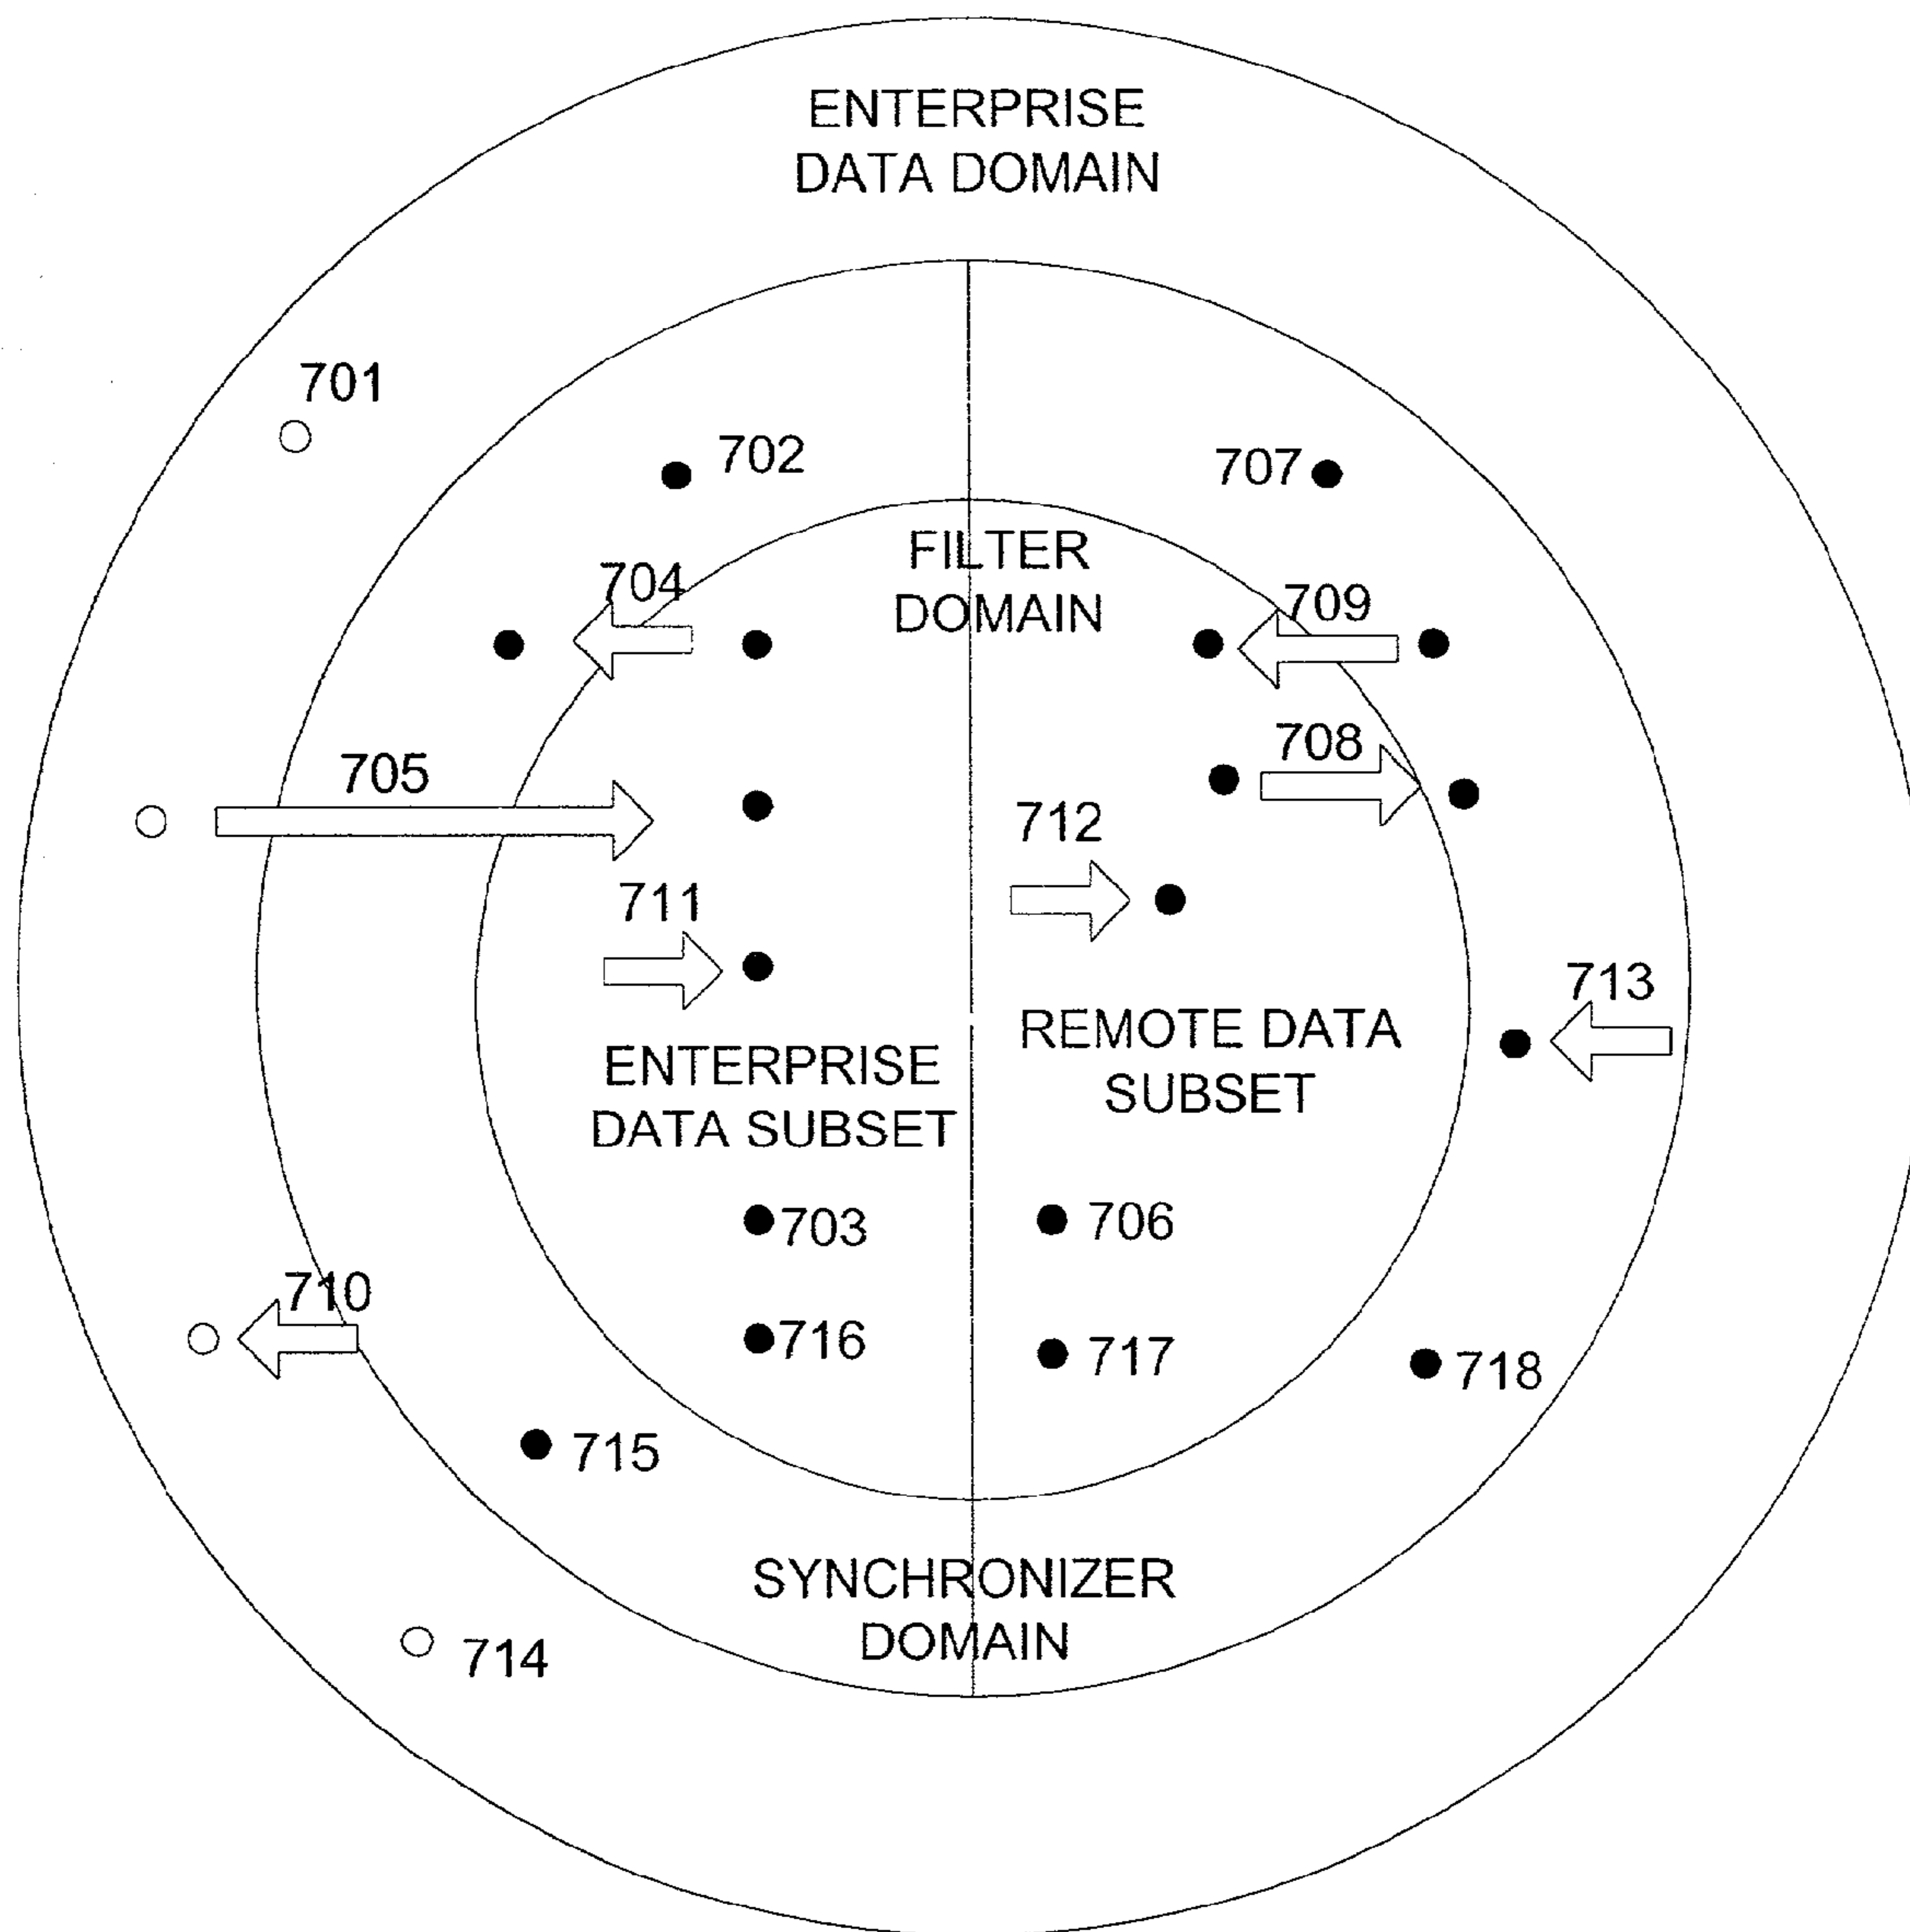 ENTERPRISE
DATA DOMAIN
701
702
707
FILTER
DOMAIN
704
709
705
708
712
711
713
REMOTE DATA
SUBSET
ENTERPRISE
DATA SUBSET
703
706
710
716
717
718
715
SYNCHRONIZER
DOMAIN
714